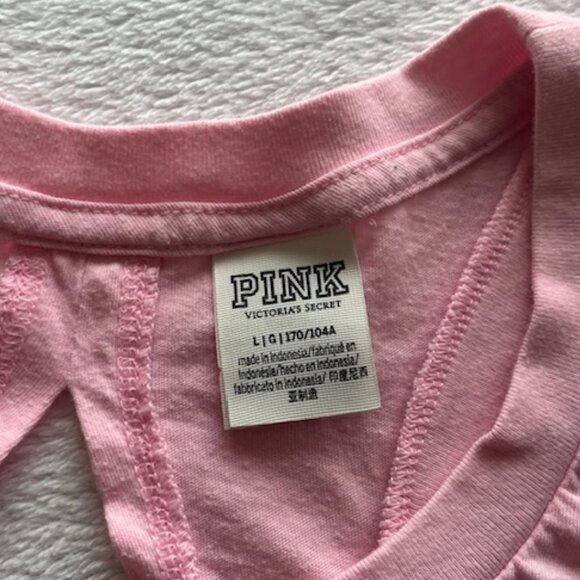 PINK
VICTORIA'S SECRET
L | G | 170/104A
made in Indonesia/fabriqué en
Indonésie/hecho en Indonesia/
fabbricato in Indonesia/ 印度尼西
亚制造